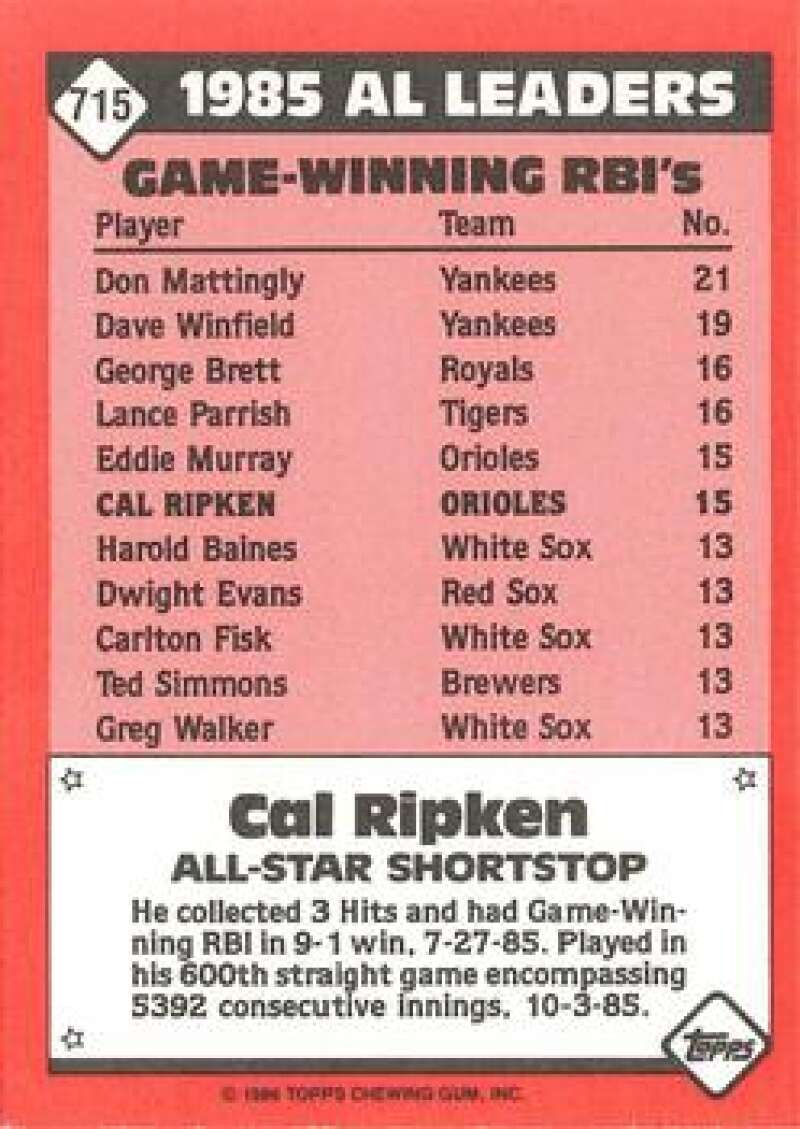 715 1985 AL LEADERS
GAME-WINNING RBI's
Player Team No.
Don Mattingly Yankees 21
Dave Winfield Yankees 19
George Brett Royals 16
Lance Parrish Tigers 16
Eddie Murray Orioles 15
CAL RIPKEN ORIOLES 15
Harold Baines White Sox 13
Dwight Evans Red Sox 13
Carlton Fisk White Sox 13
Ted Simmons Brewers 13
Greg Walker White Sox 13
Cal Ripken
ALL-STAR SHORTSTOP
He collected 3 Hits and had Game-Win-
ning RBI in 9-1 win, 7-27-85. Played in
his 600th straight game encompassing
5392 consecutive innings, 10-3-85.
TOPPS
© 1986 TOPPS CHEWING GUM, INC.